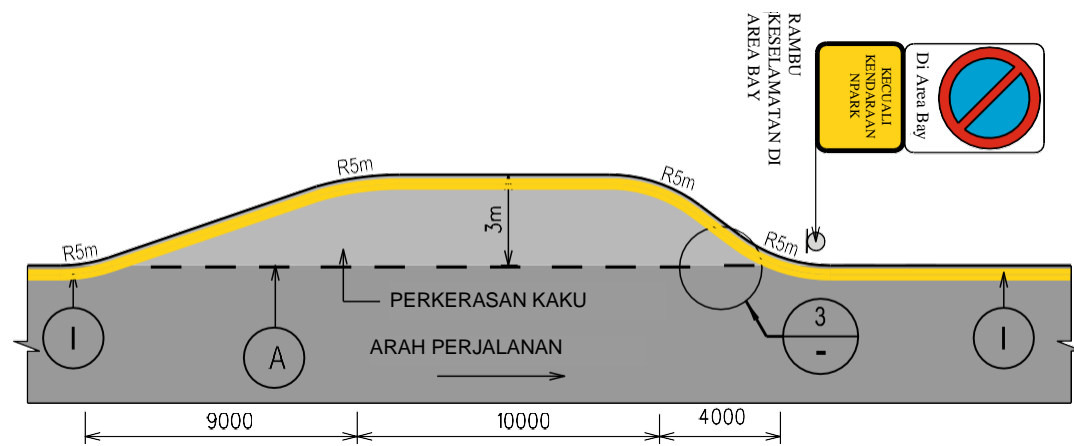 RAMBU
KESELAMATAN DI
AREA BAY
KECUALI
KENDARAAN
NPARK
Di Area Bay
R5m
R5m
R5m
R5m
3m
PERKERASAN KAKU
ARAH PERJALANAN
I
A
3
-
I
9000
10000
4000